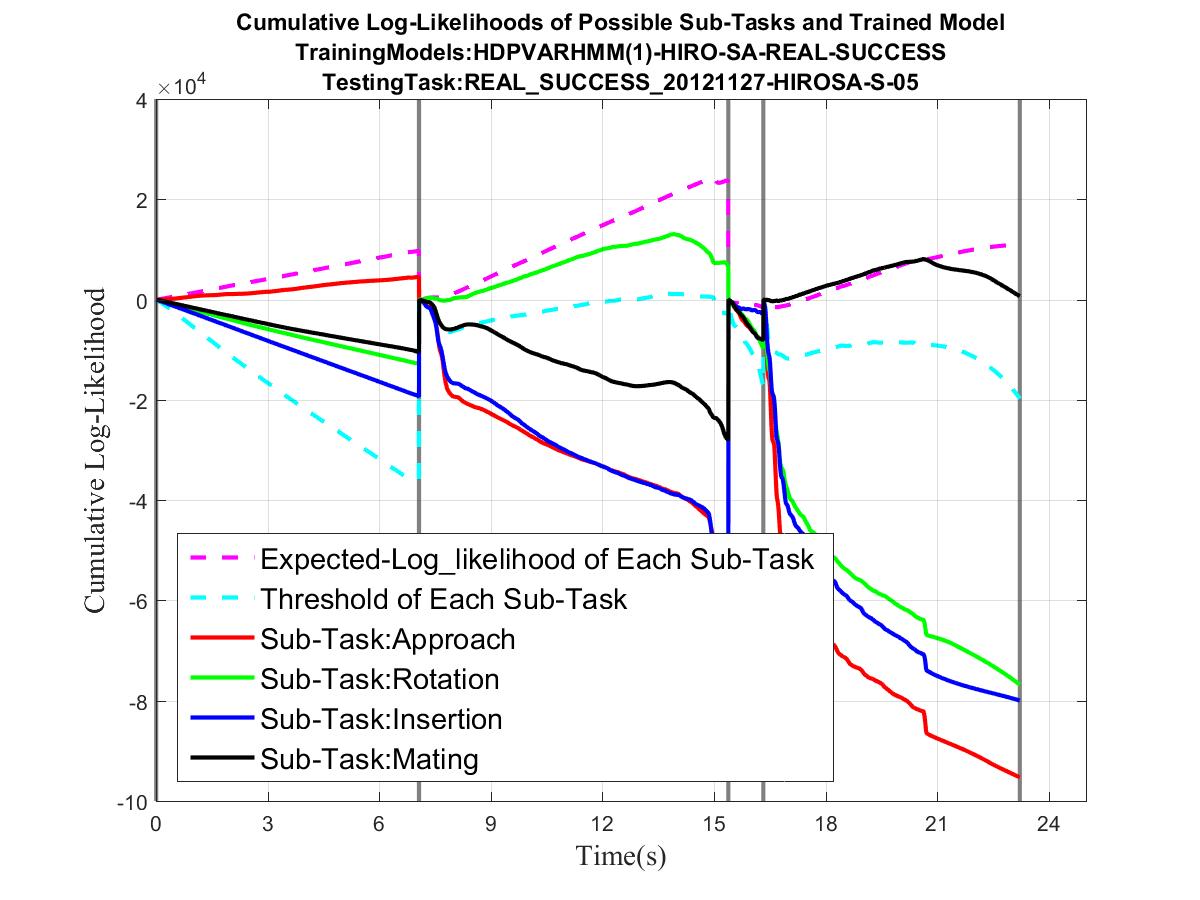 Cumulative Log-Likelihoods of Possible Sub-Tasks and Trained Model
TrainingModels:HDPVARHMM(1)-HIRO-SA-REAL-SUCCESS
TestingTask:REAL_SUCCESS_20121127-HIROSA-S-05
×10^4
4
2
0
-2
-4
-6
-8
-10
Cumulative Log-Likelihood
Expected-Log_likelihood of Each Sub-Task
Threshold of Each Sub-Task
Sub-Task:Approach
Sub-Task:Rotation
Sub-Task:Insertion
Sub-Task:Mating
0 3 6 9 12 15 18 21 24
Time(s)